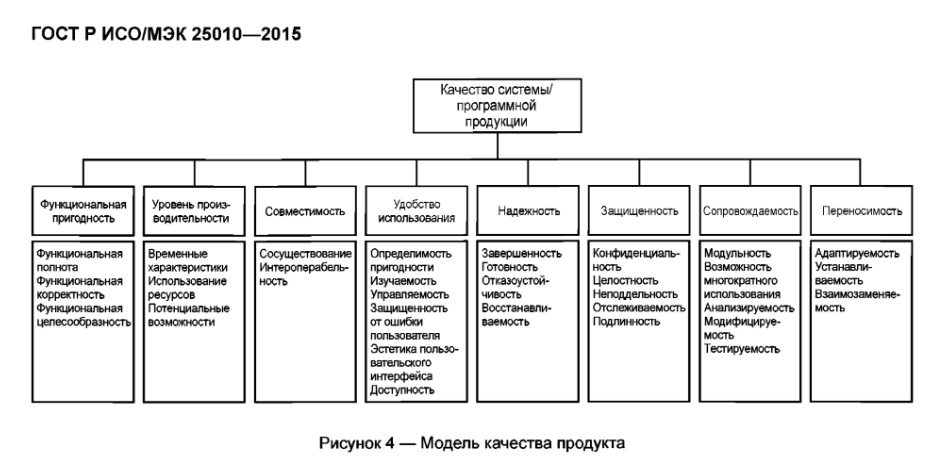 ГОСТ Р ИСО/МЭК 25010—2015
Качество системы/
программной
продукции
Функциональная
пригодность
Уровень произ-
водительности
Совместимость
Удобство
использования
Надежность
Защищенность
Сопровождаемость
Переносимость
Функциональная
полнота
Функциональная
корректность
Функциональная
целесообразность
Временные
характеристики
Использование
ресурсов
Потенциальные
возможности
Сосуществование
Интероперабель-
ность
Определимость
пригодности
Изучаемость
Управляемость
Защищенность
от ошибки
пользователя
Эстетика пользо-
вательского
интерфейса
Доступность
Завершенность
Готовность
Отказоустой-
чивость
Восстанавли-
ваемость
Конфиденциаль-
ность
Целостность
Неподдельность
Отслеживаемость
Подлинность
Модульность
Возможность
многократного
использования
Анализируемость
Модифицируе-
мость
Тестируемость
Адаптируемость
Устанавли-
ваемость
Взаимозаменяе-
мость
Рисунок 4 — Модель качества продукта